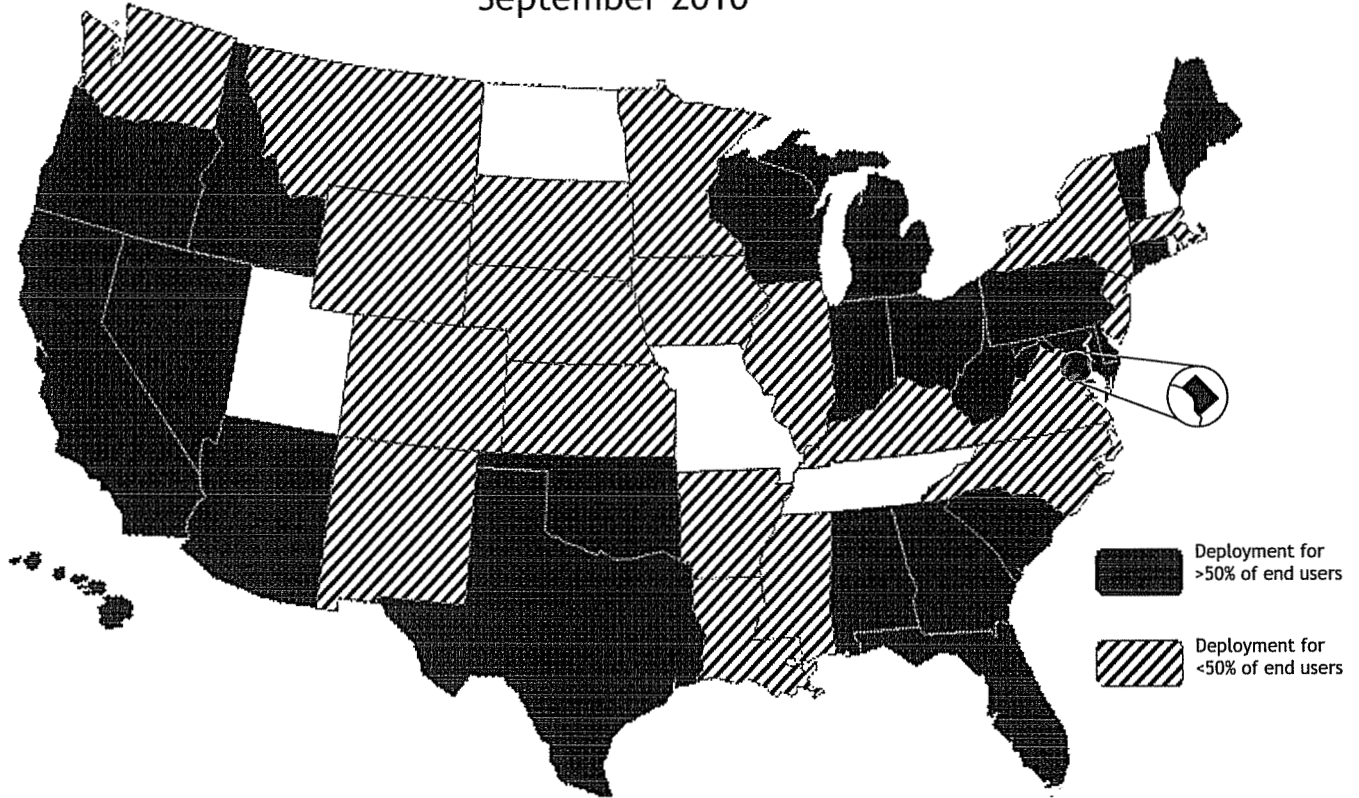 September 2010
Deployment for
>50% of end users
Deployment for
<50% of end users